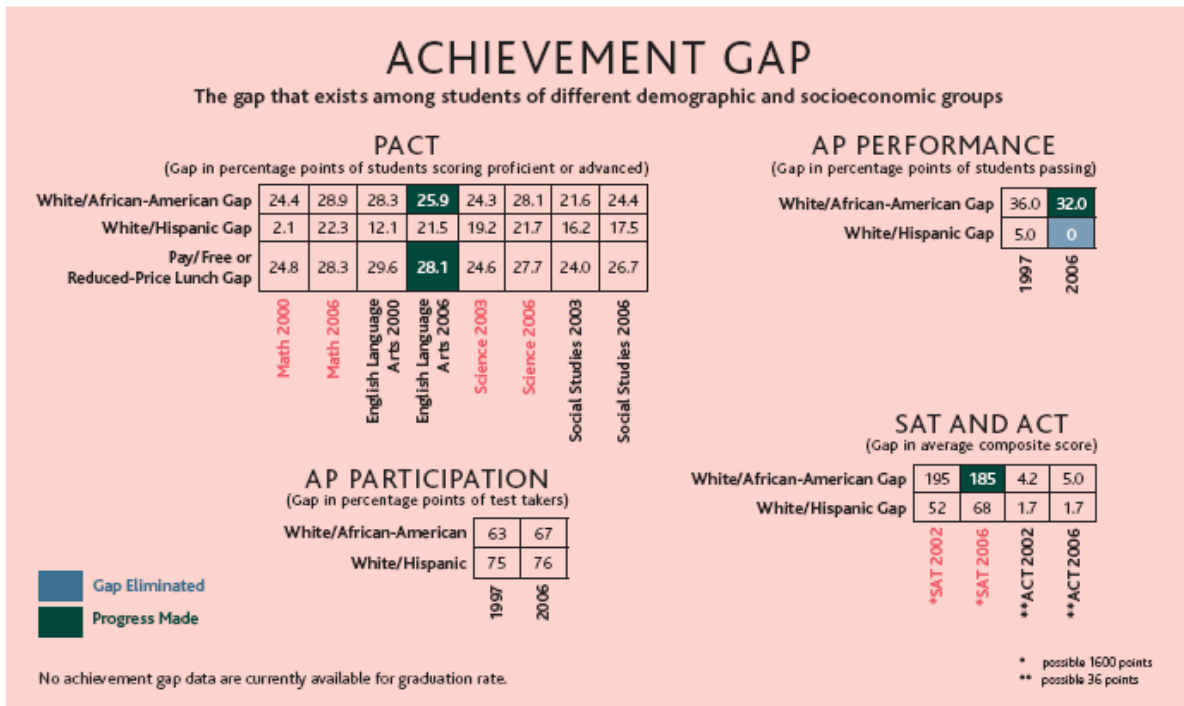 ACHIEVEMENT GAP
The gap that exists among students of different demographic and socioeconomic groups
PACT
(Gap in percentage points of students scoring proficient or advanced)
White/African-American Gap 24.4 28.9 28.3 25.9 24.3 28.1 21.6 24.4
White/Hispanic Gap 2.1 22.3 12.1 21.5 19.2 21.7 16.2 17.5
Pay/Free or
Reduced-Price Lunch Gap 24.8 28.3 29.6 28.1 24.6 27.7 24.0 26.7
Math 2000
Math 2006
English Language
Arts 2000
English Language
Arts 2006
Science 2003
Science 2006
Social Studies 2003
Social Studies 2006
AP PERFORMANCE
(Gap in percentage points of students passing)
White/African-American Gap 36.0 32.0
White/Hispanic Gap 5.0 0
1997
2006
AP PARTICIPATION
(Gap in percentage points of test takers)
White/African-American 63 67
White/Hispanic 75 76
1997
2006
SAT AND ACT
(Gap in average composite score)
White/African-American Gap 195 185 4.2 5.0
White/Hispanic Gap 52 68 1.7 1.7
*SAT 2002
*SAT 2006
**ACT 2002
**ACT 2006
Gap Eliminated
Progress Made
No achievement gap data are currently available for graduation rate.
* possible 1600 points
** possible 36 points